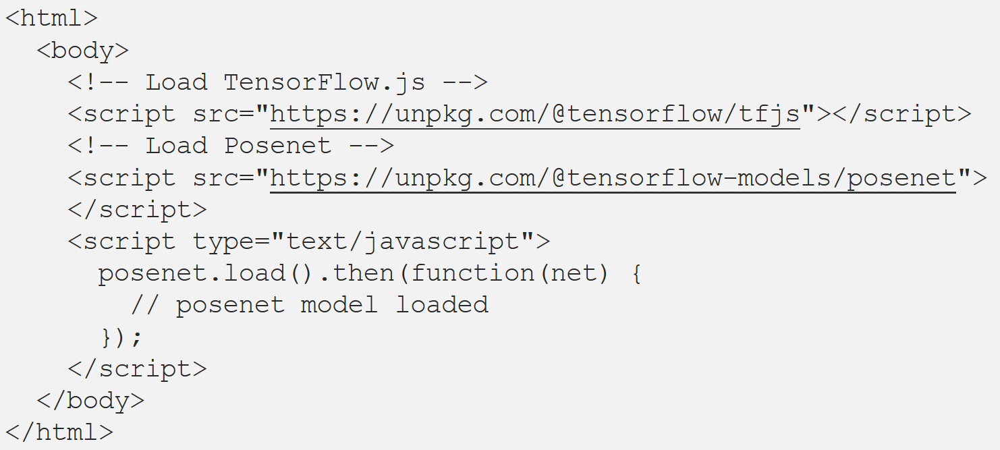 <html>
  <body>
    <!-- Load TensorFlow.js -->
    <script src="https://unpkg.com/@tensorflow/tfjs"></script>
    <!-- Load Posenet -->
    <script src="https://unpkg.com/@tensorflow-models/posenet">
    </script>
    <script type="text/javascript">
      posenet.load().then(function(net) {
        // posenet model loaded
      });
    </script>
  </body>
</html>